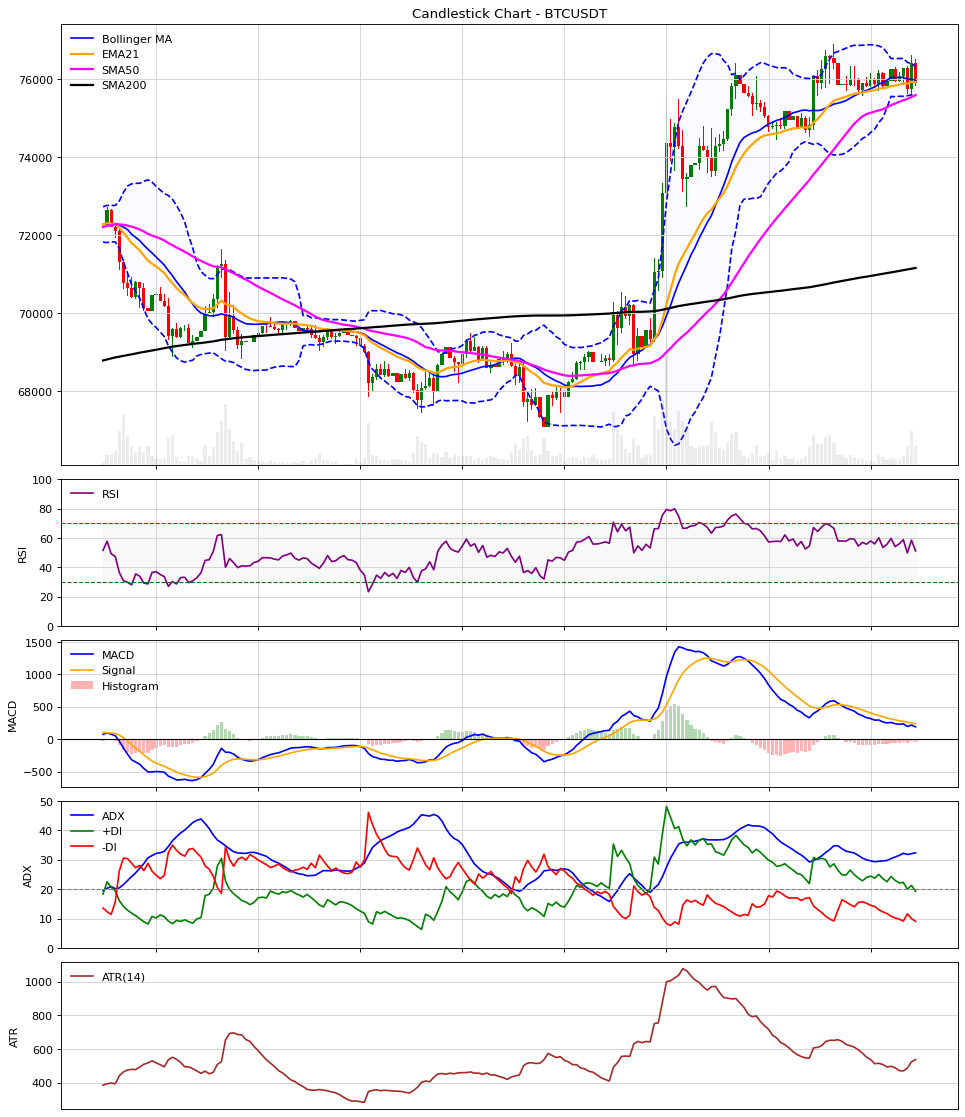 Candlestick Chart - BTCUSDT
Bollinger MA
EMA21
SMA50
SMA200
76000
74000
72000
70000
68000
RSI
RSI
100
80
60
40
20
0
MACD
Signal
Histogram
MACD
1500
1000
500
0
−500
ADX
+DI
-DI
ADX
50
40
30
20
10
0
ATR(14)
ATR
1000
800
600
400